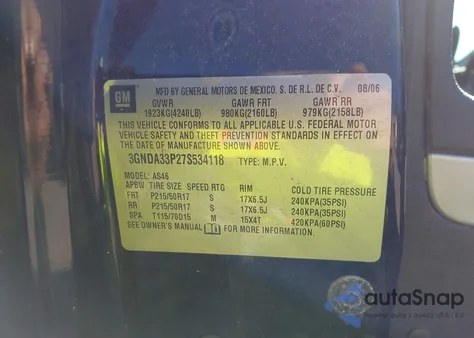 GM
MFD BY GENERAL MOTORS DE MEXICO. S. DE R.L. DE C.V. 08/06
GVWR GAWR FRT GAWR RR
1923KG(4240LB) 980KG(2160LB) 979KG(2158LB)
THIS VEHICLE CONFORMS TO ALL APPLICABLE U.S. FEDERAL MOTOR
VEHICLE SAFETY AND THEFT PREVENTION STANDARDS IN EFFECT ON
THE DATE OF MANUFACTURE SHOWN ABOVE.
3GNDA33P27S534118 TYPE: M.P.V.
MODEL: AS46
APBW TIRE SIZE SPEED RTG RIM COLD TIRE PRESSURE
FRT P215/50R17 S 17X6.5J 240KPA(35PSI)
RR P215/50R17 S 17X6.5J 240KPA(35PSI)
SPA T115/70D15 M 15X4T 420KPA(60PSI)
SEE OWNER'S MANUAL FOR MORE INFORMATION.
autoSnap